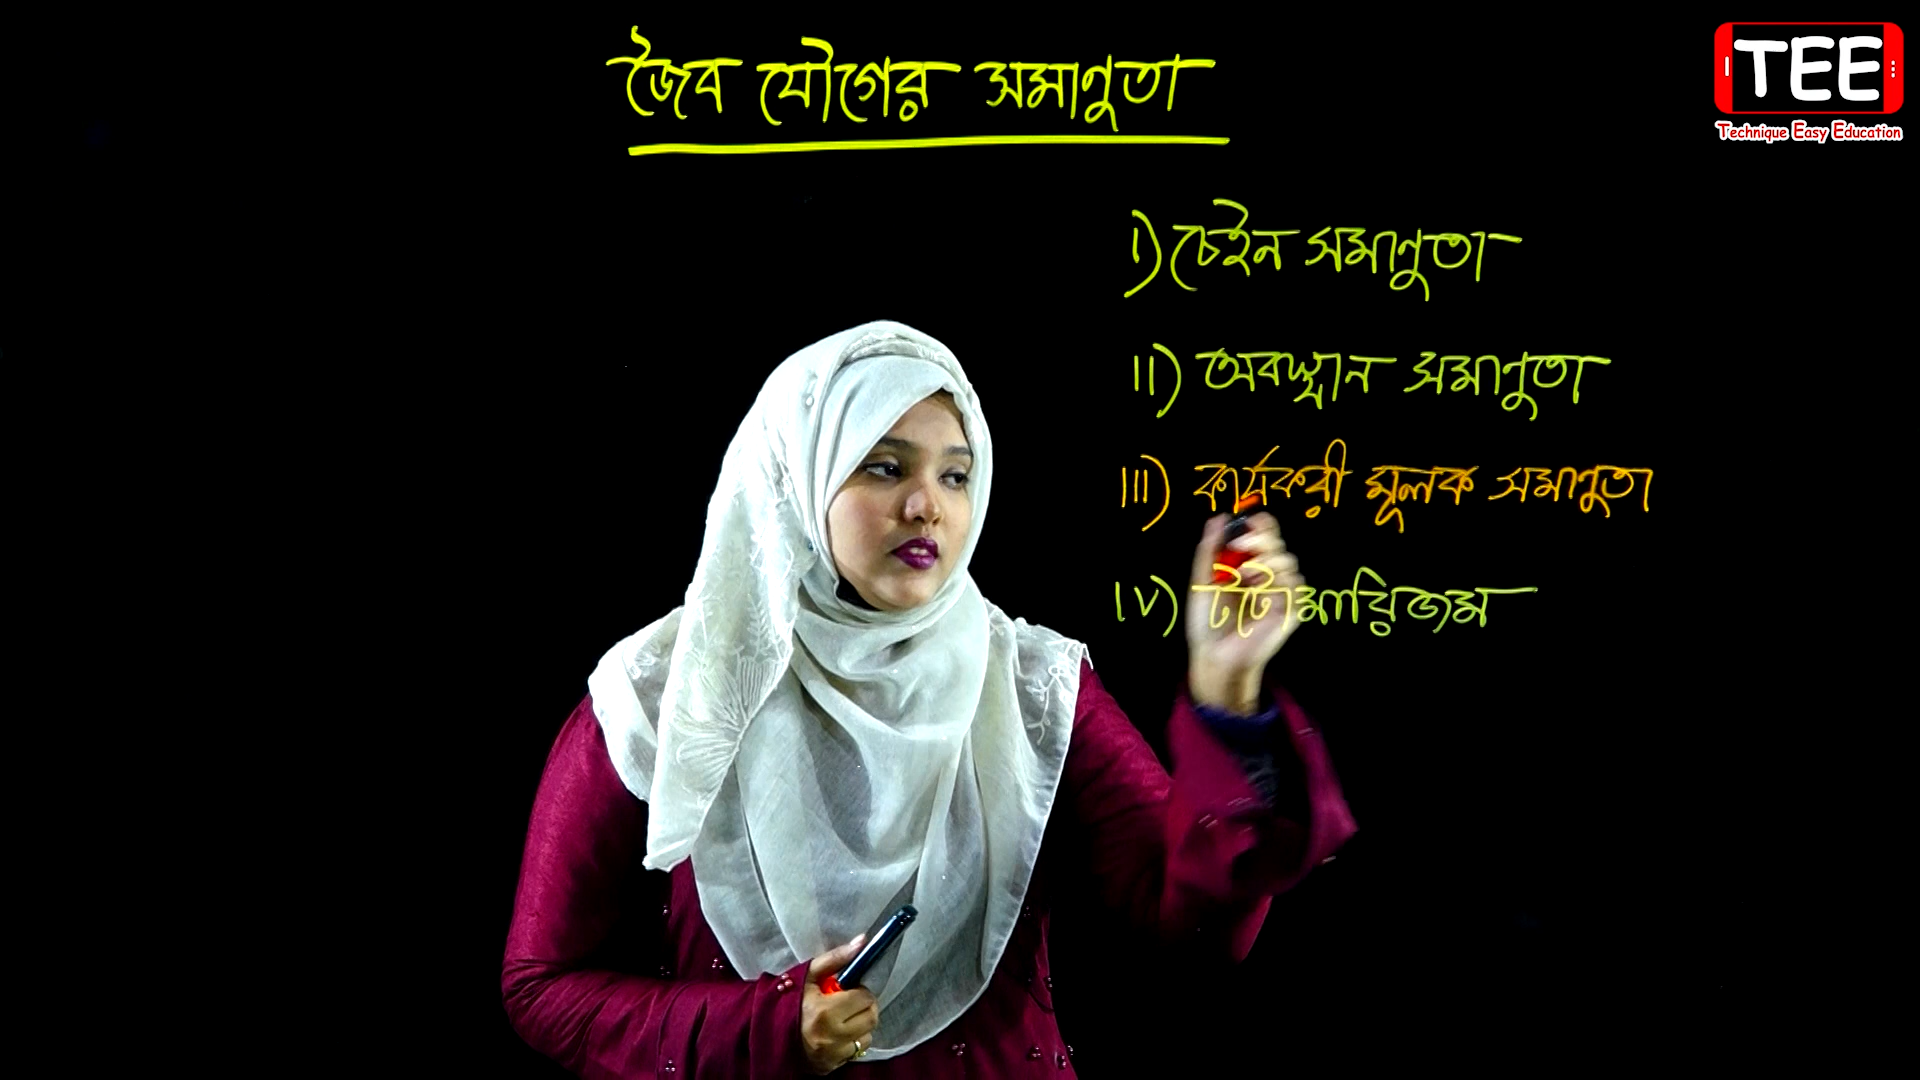 জৈব যৌগের সমাণুতা
TEE
Technique Easy Education
I) চেইন সমাণুতা
II) অবস্থান সমাণুতা
III) কার্যকরী মূলক সমাণুতা
IV) টটোমারিজম